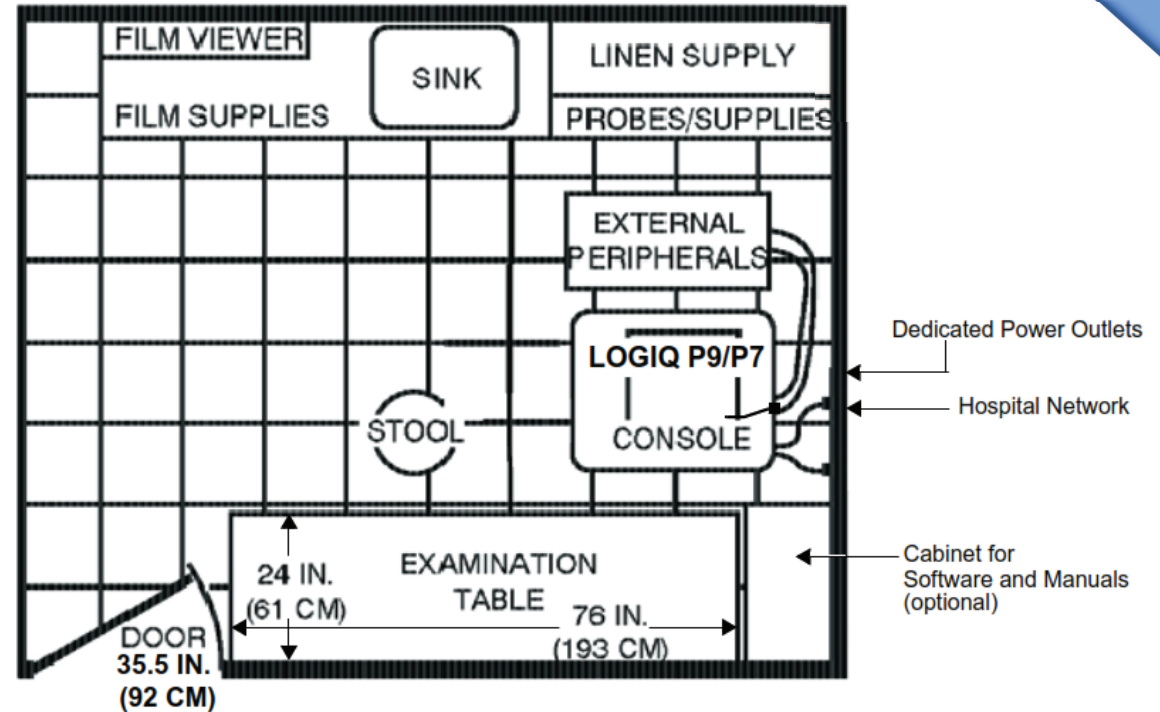 FILM VIEWER
SINK
LINEN SUPPLY
FILM SUPPLIES
PROBES/SUPPLIES
EXTERNAL
PERIPHERALS
LOGIQ P9/P7
CONSOLE
STOOL
Dedicated Power Outlets
Hospital Network
EXAMINATION
TABLE
24 IN.
(61 CM)
76 IN.
(193 CM)
Cabinet for
Software and Manuals
(optional)
DOOR
35.5 IN.
(92 CM)